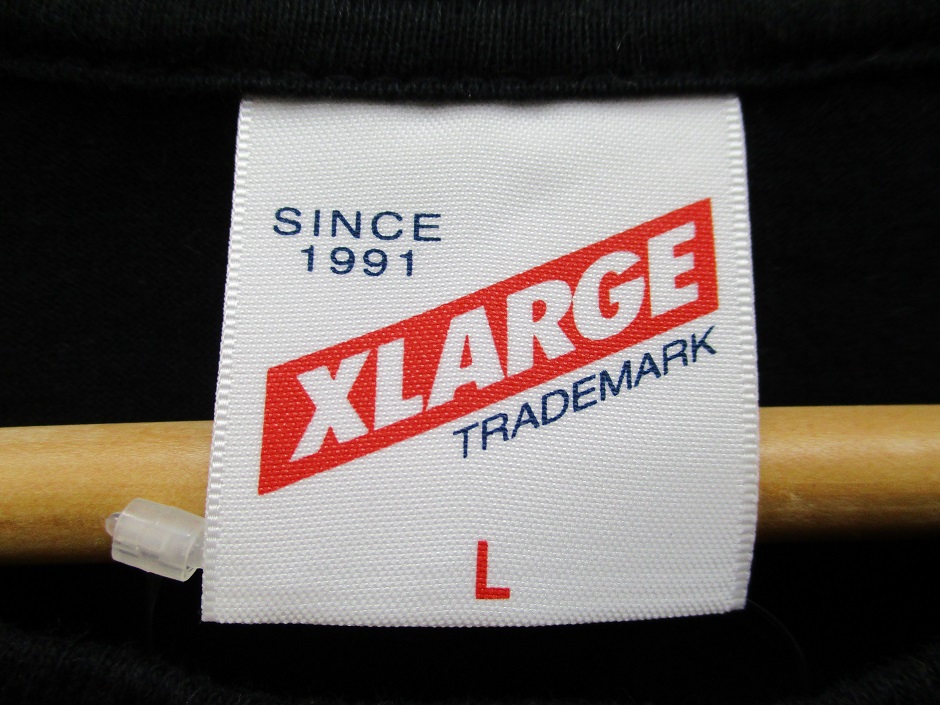 SINCE
1991
XLARGE
TRADEMARK
L